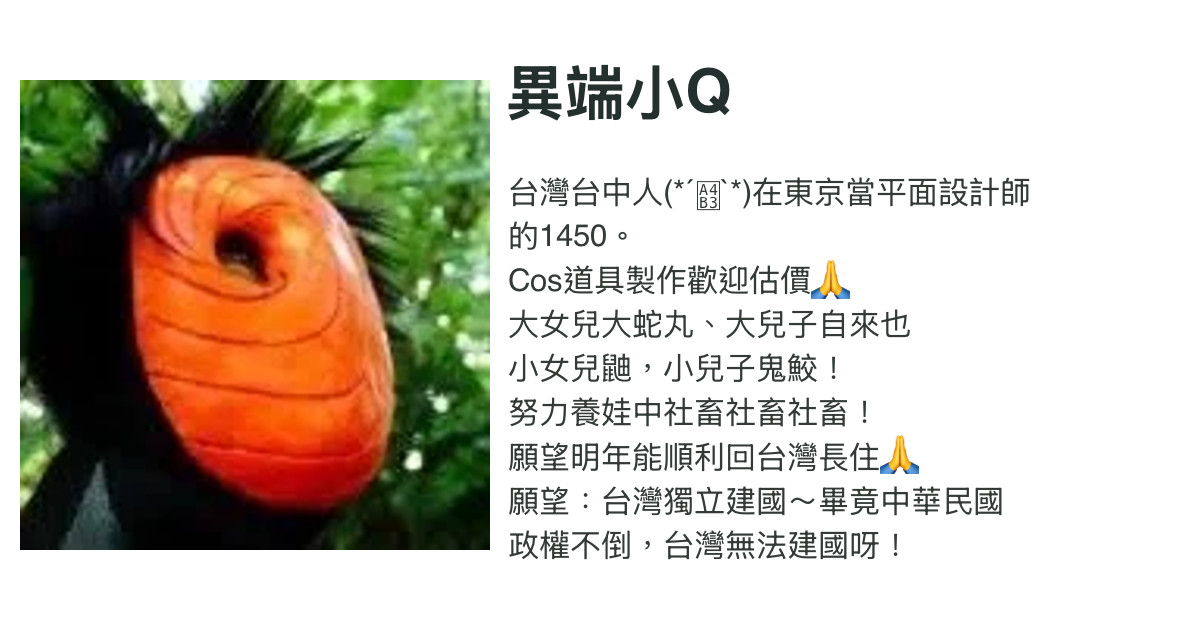 異端小Q
台灣台中人(*´꒳`*)在東京當平面設計師
的1450。
Cos道具製作歡迎估價🙏
大女兒大蛇丸、大兒子自來也
小女兒鼬，小兒子鬼鮫！
努力養娃中社畜社畜社畜！
願望明年能順利回台灣長住🙏
願望：台灣獨立建國～畢竟中華民國
政權不倒，台灣無法建國呀！